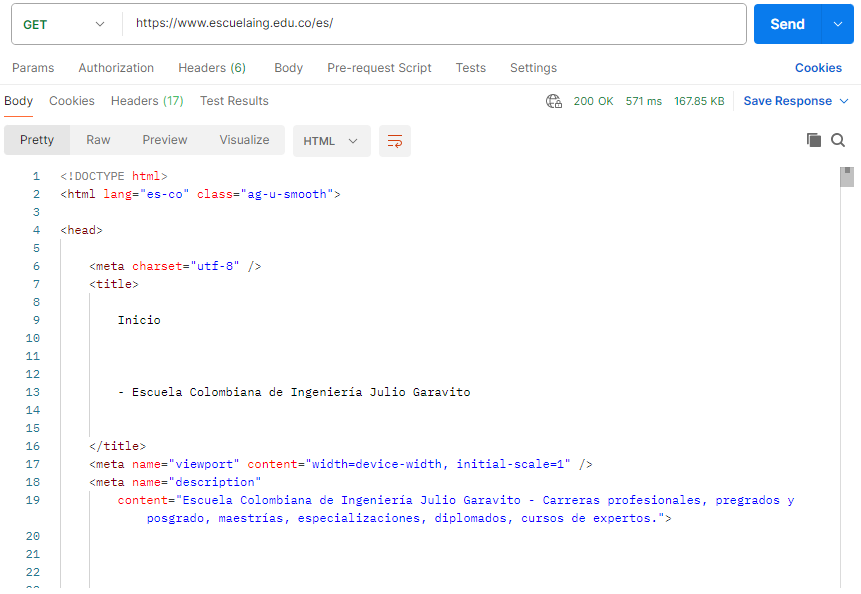 GET https://www.escuelaing.edu.co/es/ Send
Params Authorization Headers (6) Body Pre-request Script Tests Settings Cookies
Body Cookies Headers (17) Test Results 200 OK 571 ms 167.85 KB Save Response
Pretty Raw Preview Visualize HTML
1 <!DOCTYPE html>
2 <html lang="es-co" class="ag-u-smooth">
3
4 <head>
5
6 <meta charset="utf-8" />
7 <title>
8
9 Inicio
10
11
12
13 - Escuela Colombiana de Ingeniería Julio Garavito
14
15
16 </title>
17 <meta name="viewport" content="width=device-width, initial-scale=1" />
18 <meta name="description"
19 content="Escuela Colombiana de Ingeniería Julio Garavito - Carreras profesionales, pregrados y
posgrado, maestrías, especializaciones, diplomados, cursos de expertos.">
20
21
22